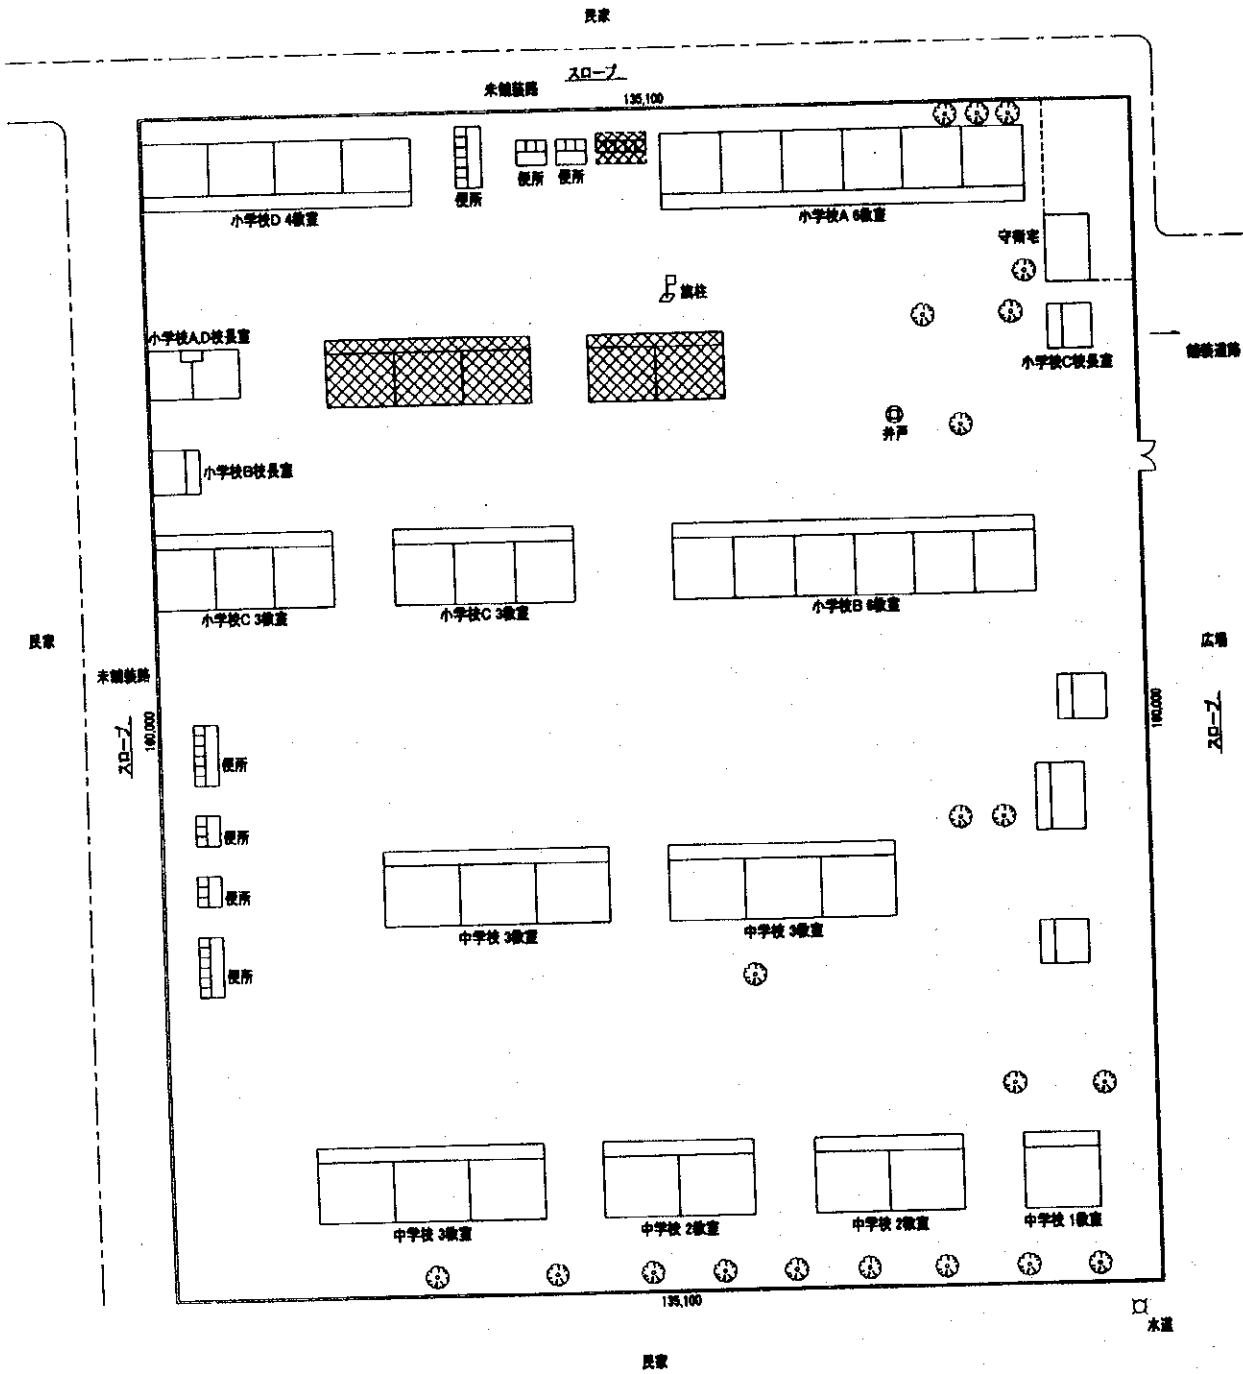 民家
スロープ
未舗装路
135,100
便所
便所
便所
小学校D 4教室
小学校A 6教室
守衛宅
旗柱
小学校A,D校長室
小学校C校長室
舗装道路
井戸
小学校B校長室
小学校C 3教室
小学校C 3教室
小学校B 6教室
民家
広場
未舗装路
スロープ
160,000
160,000
スロープ
便所
便所
便所
便所
中学校 3教室
中学校 3教室
中学校 3教室
中学校 2教室
中学校 2教室
中学校 1教室
135,100
水道
民家